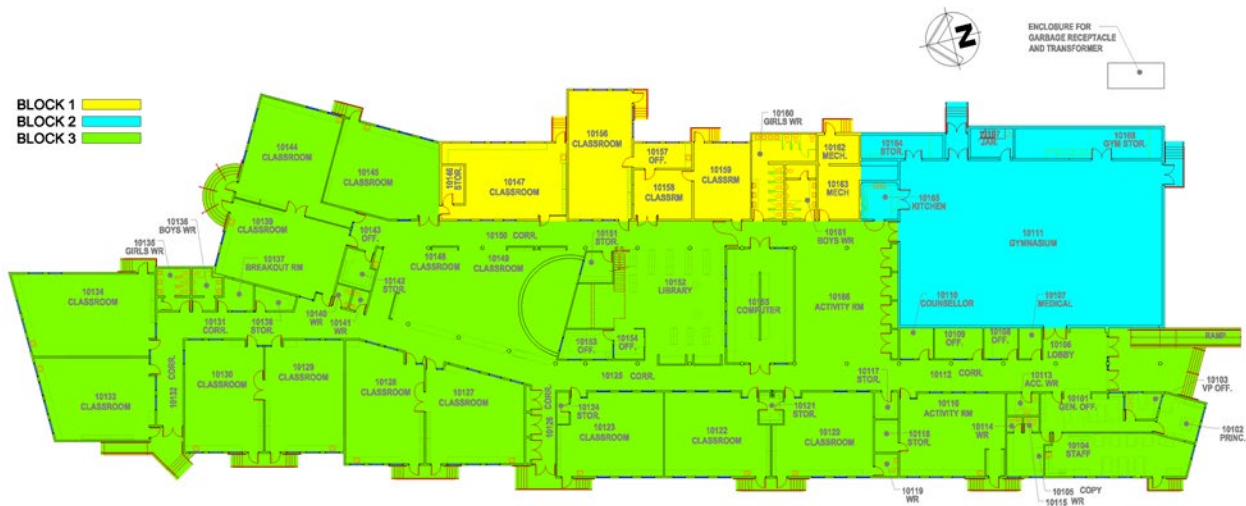 N
ENCLOSURE FOR
GARBAGE RECEPTACLE
AND TRANSFORMER
BLOCK 1
BLOCK 2
BLOCK 3
10144
CLASSROOM
10145
CLASSROOM
10146
STOR.
10147
CLASSROOM
10156
CLASSROOM
10157
OFF.
10158
CLASSRM
10159
CLASSRM
10160
GIRLS WR
10162
MECH.
10163
MECH
10164
STOR.
JAN.
10168
GYM STOR.
10165
KITCHEN
10161
BOYS WR
10111
GYMNASIUM
10136
BOYS WR
10135
GIRLS WR
10137
BREAKOUT RM
10139
CLASSROOM
10143
OFF.
10142
STOR.
10150 CORR.
10148
CLASSROOM
10149
CLASSROOM
10151
STOR.
10152
LIBRARY
COMPUTER
10166
ACTIVITY RM
10110
COUNSELLOR
10107
MEDICAL
10109
OFF.
10108
OFF.
10106
LOBBY
RAMP
10134
CLASSROOM
10131
CORR.
10138
STOR.
10140
WR
10141
WR
10153
OFF.
10154
OFF.
10125 CORR.
10112 CORR.
10133
CLASSROOM
10132 CORR.
10130
CLASSROOM
10129
CLASSROOM
10128
CLASSROOM
10127
CLASSROOM
10126 CORR.
10124
STOR.
10123
CLASSROOM
10122
CLASSROOM
10121
STOR.
10120
CLASSROOM
10117
STOR.
10118
STOR.
10119
WR
10116
ACTIVITY RM
10113
ACC. WR
10114
WR
10101
GEN. OFF.
10103
VP OFF.
10102
PRINC.
10104
STAFF
10105 COPY
10115 WR